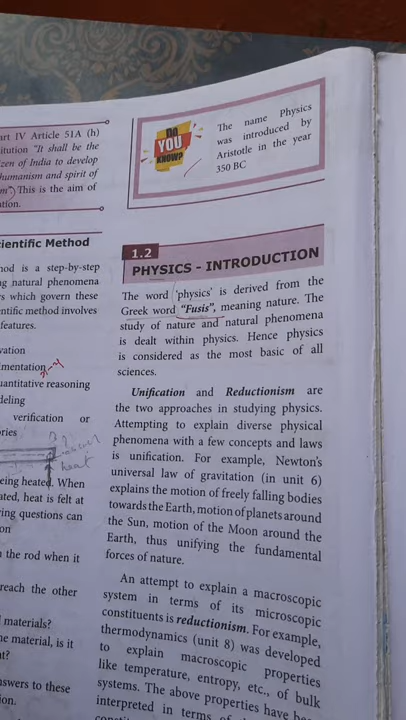 art IV Article 51A (h)
itution "It shall be the
zen of India to develop
humanism and spirit of
m") This is the aim of
tion.
cientific Method
hod is a step-by-step
ng natural phenomena
s which govern these
entific method involves
features.
vation
imentation
uantitative reasoning
deling
verification or
ories
heat
eing heated. When
ated, heat is felt at
ing questions can
on
the rod when it
reach the other
materials?
he material, is it
at?
nswers to these
ion.
DO
YOU
KNOW?
The name Physics
was introduced by
Aristotle in the year
350 BC
1.2
PHYSICS - INTRODUCTION
The word 'physics' is derived from the
Greek word "Fusis", meaning nature. The
study of nature and natural phenomena
is dealt within physics. Hence physics
is considered as the most basic of all
sciences.
Unification and Reductionism are
the two approaches in studying physics.
Attempting to explain diverse physical
phenomena with a few concepts and laws
is unification. For example, Newton's
universal law of gravitation (in unit 6)
explains the motion of freely falling bodies
towards the Earth, motion of planets around
the Sun, motion of the Moon around the
Earth, thus unifying the fundamental
forces of nature.
An attempt to explain a macroscopic
system in terms of its microscopic
constituents is reductionism. For example,
thermodynamics (unit 8) was developed
to explain macroscopic properties
like temperature, entropy, etc., of bulk
systems. The above properties have been
interpreted in terms of